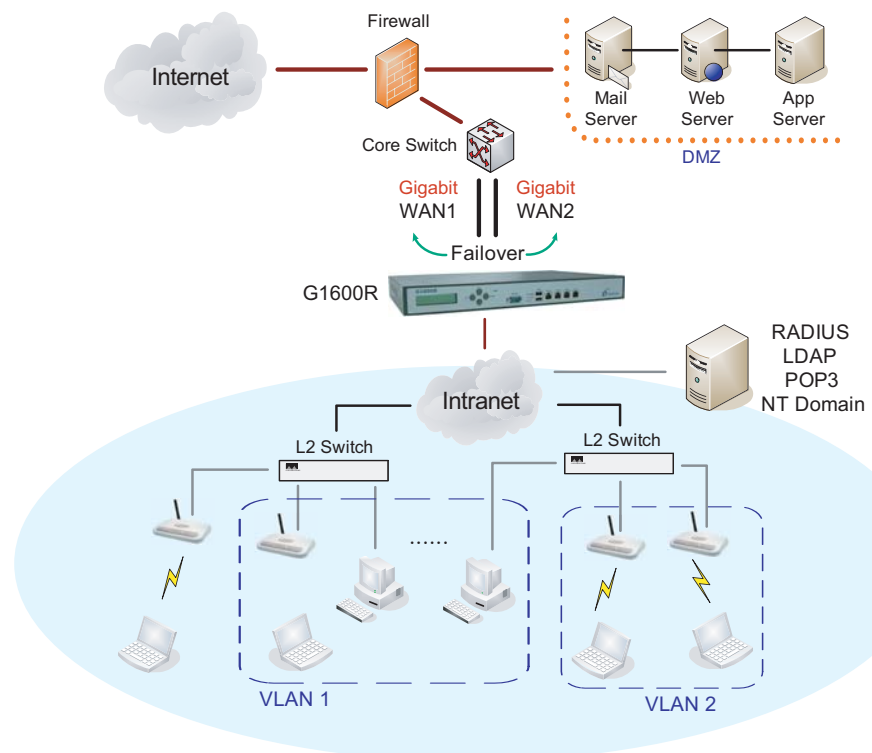 Firewall
Internet
Mail
Server
Web
Server
App
Server
DMZ
Core Switch
Gigabit
WAN1
Gigabit
WAN2
Failover
G1600R
RADIUS
LDAP
POP3
NT Domain
Intranet
L2 Switch
L2 Switch
......
VLAN 1
VLAN 2